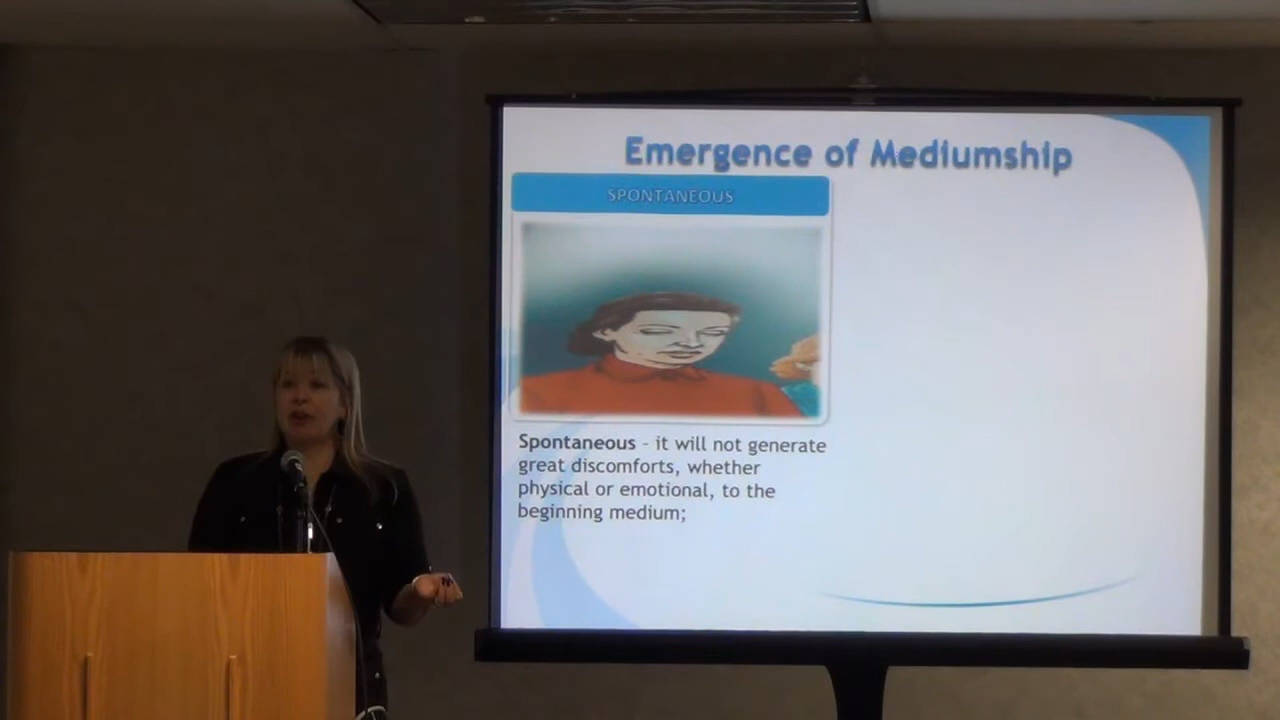 Emergence of Mediumship
SPONTANEOUS
Spontaneous - it will not generate
great discomforts, whether
physical or emotional, to the
beginning medium;